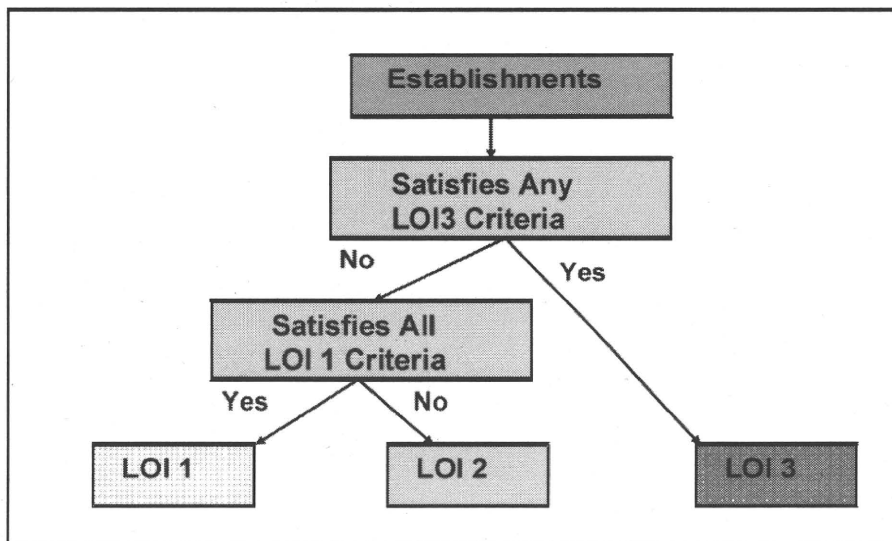 Establishments
Satisfies Any
LOI3 Criteria
No
Yes
Satisfies All
LOI 1 Criteria
Yes
No
LOI 1
LOI 2
LOI 3